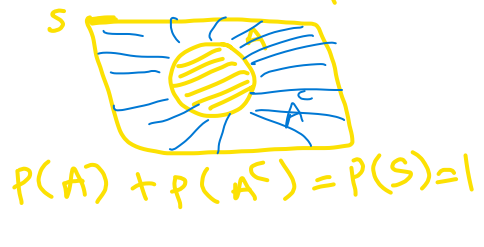 S
A
A^C
P(A) + P(A^C) = P(S) = 1